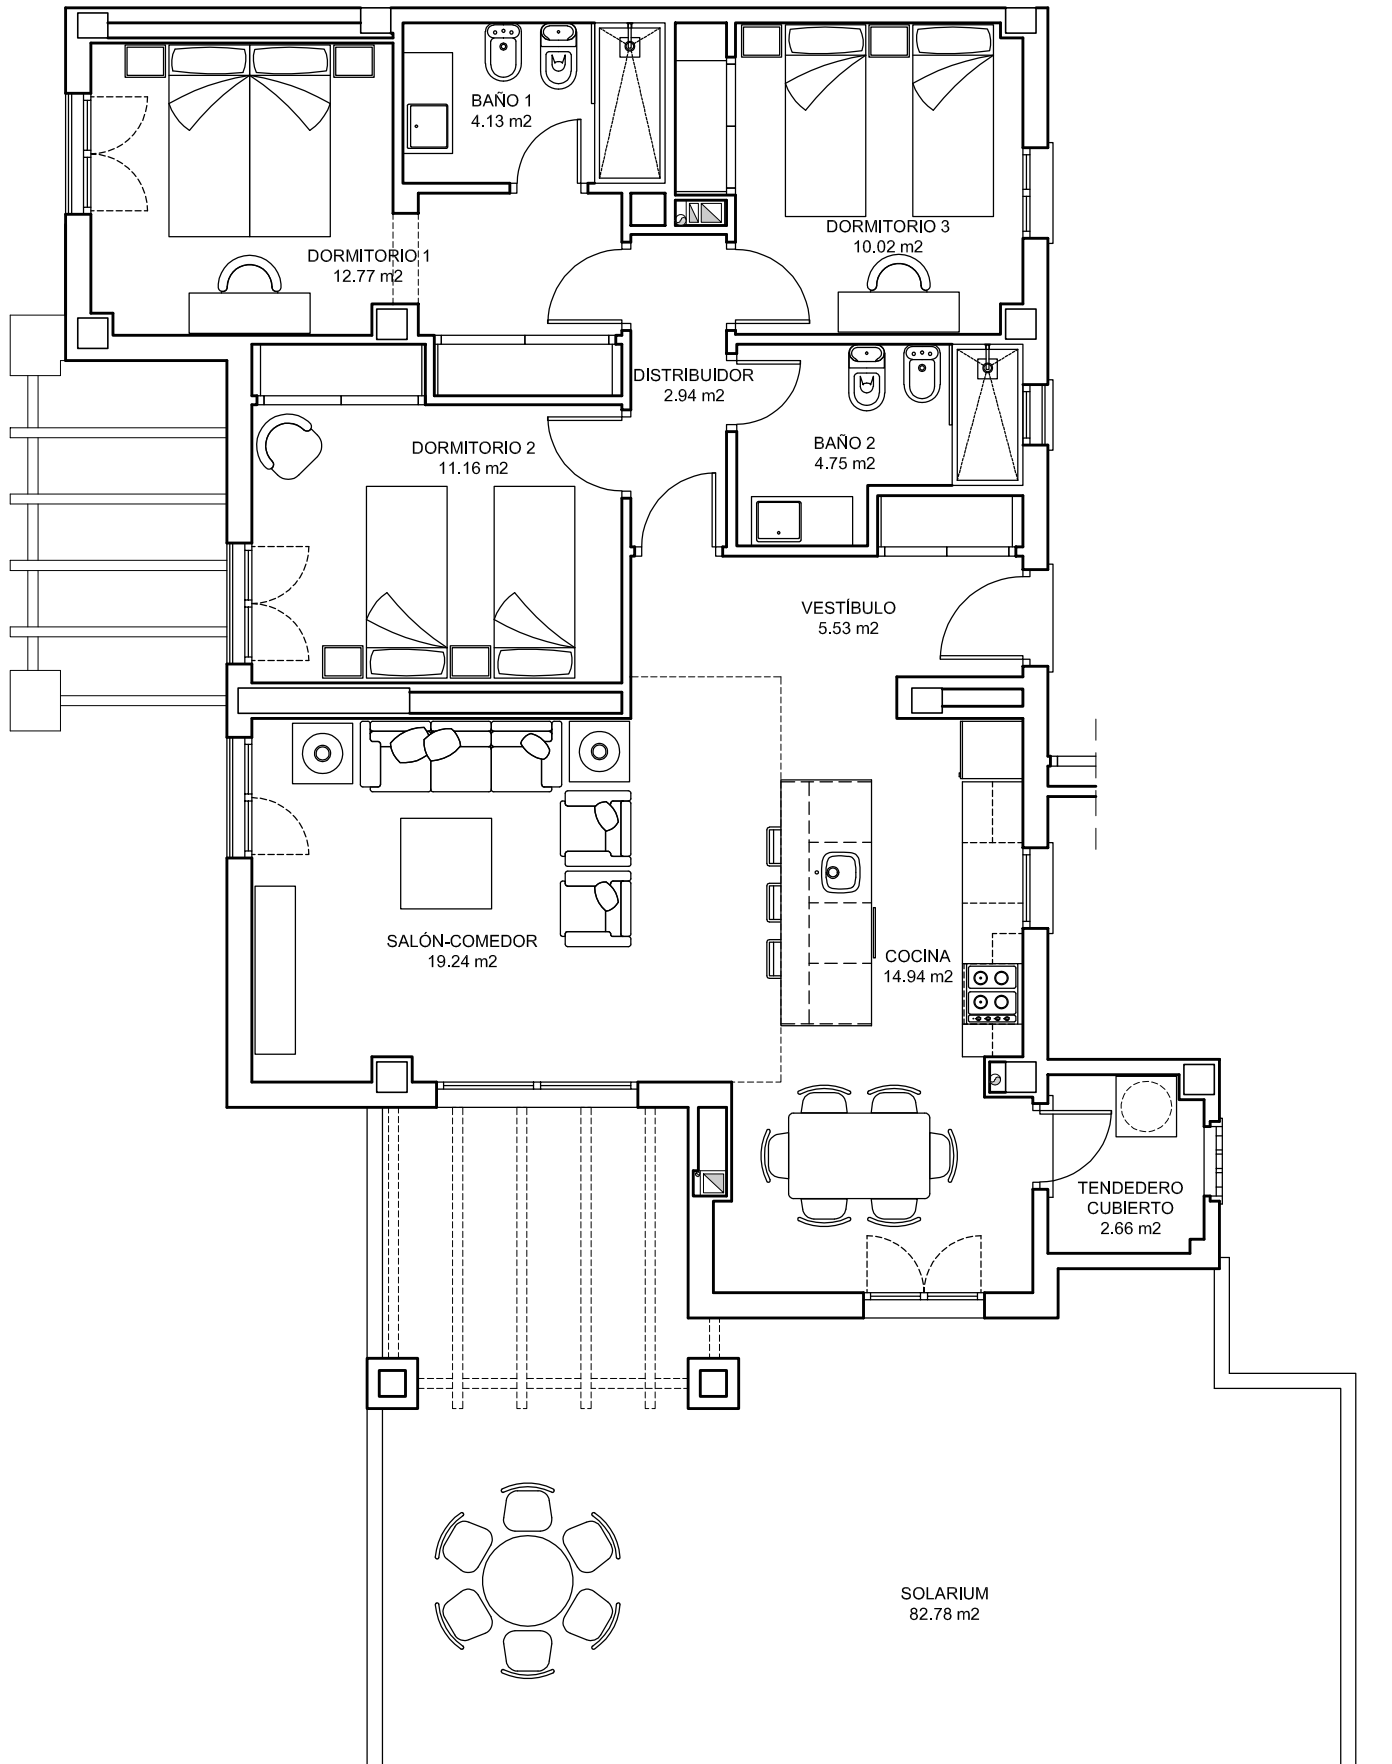 BAÑO 1
4.13 m2
DORMITORIO 1
12.77 m2
DORMITORIO 3
10.02 m2
DISTRIBUIDOR
2.94 m2
DORMITORIO 2
11.16 m2
BAÑO 2
4.75 m2
VESTÍBULO
5.53 m2
SALÓN-COMEDOR
19.24 m2
COCINA
14.94 m2
TENDEDERO
CUBIERTO
2.66 m2
SOLARIUM
82.78 m2